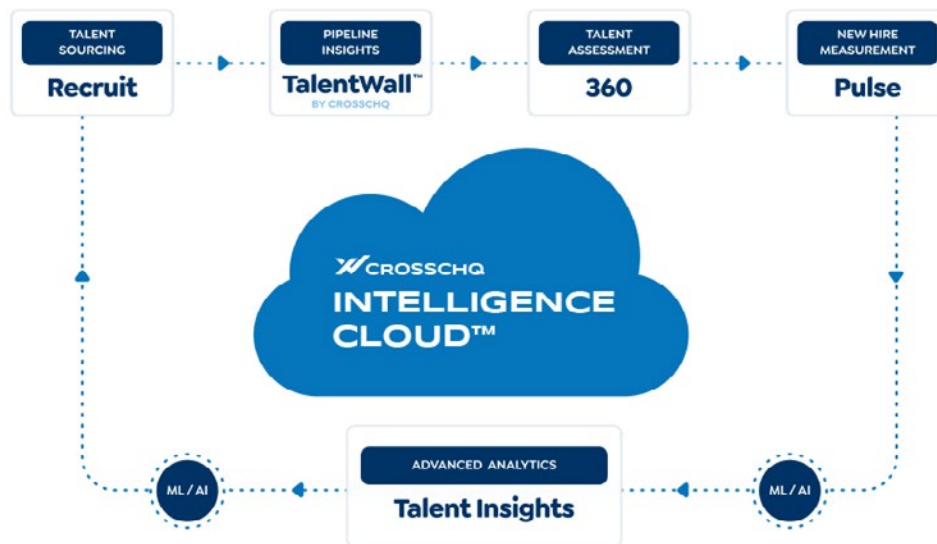 TALENT
SOURCING
Recruit
PIPELINE
INSIGHTS
TalentWall™
BY CROSSCHQ
TALENT
ASSESSMENT
360
NEW HIRE
MEASUREMENT
Pulse
CROSSCHQ
INTELLIGENCE
CLOUD™
ML / AI
ADVANCED ANALYTICS
Talent Insights
ML / AI